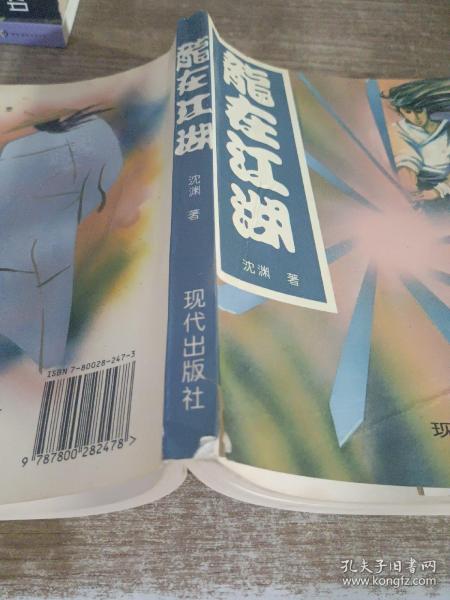 龍在江湖
沈渊 著
龍在江湖
沈渊 著
现代出版社
现
ISBN 7-80028-247-3
9 787800 282478 >
孔夫子旧书网
www.kongfz.com